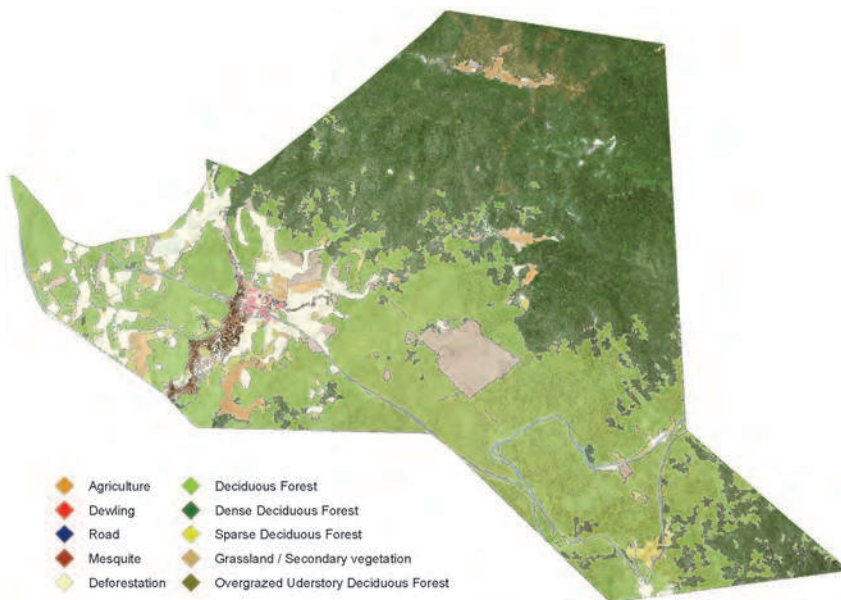 Agriculture
Dewling
Road
Mesquite
Deforestation
Deciduous Forest
Dense Deciduous Forest
Sparse Deciduous Forest
Grassland / Secondary vegetation
Overgrazed Uderstory Deciduous Forest